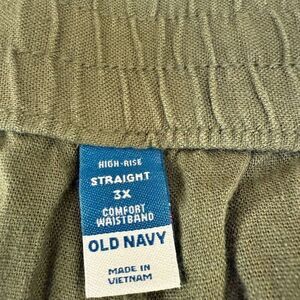 HIGH-RISE
STRAIGHT
3X
COMFORT
WAISTBAND
OLD NAVY
MADE IN
VIETNAM